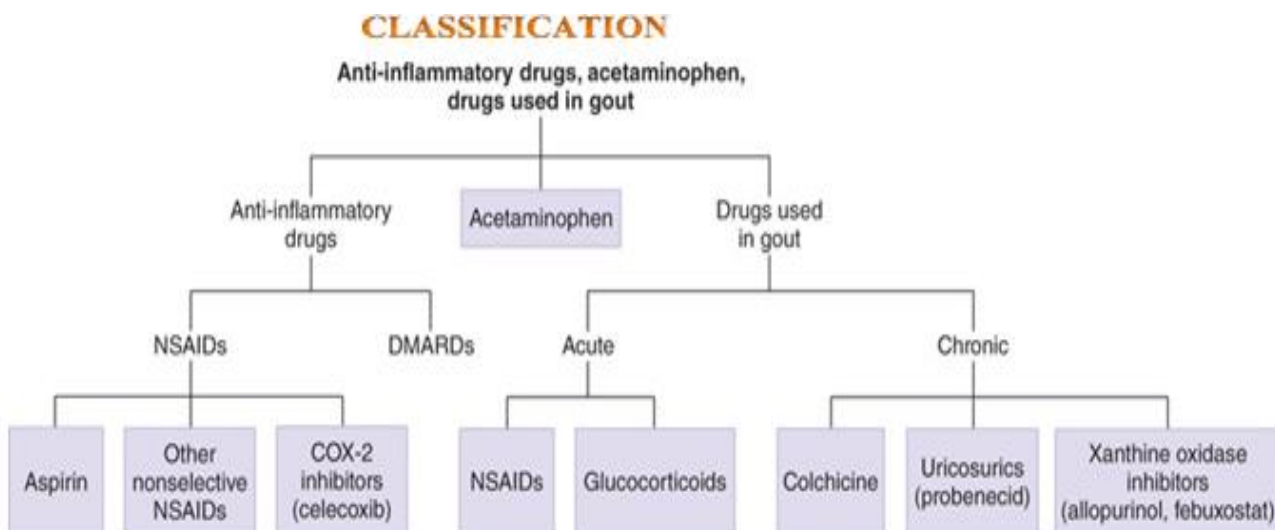 CLASSIFICATION
Anti-inflammatory drugs, acetaminophen,
drugs used in gout
Anti-inflammatory
drugs
Acetaminophen
Drugs used
in gout
NSAIDs
DMARDs
Acute
Chronic
Aspirin
Other
nonselective
NSAIDs
COX-2
inhibitors
(celecoxib)
NSAIDs
Glucocorticoids
Colchicine
Uricosurics
(probenecid)
Xanthine oxidase
inhibitors
(allopurinol, febuxostat)